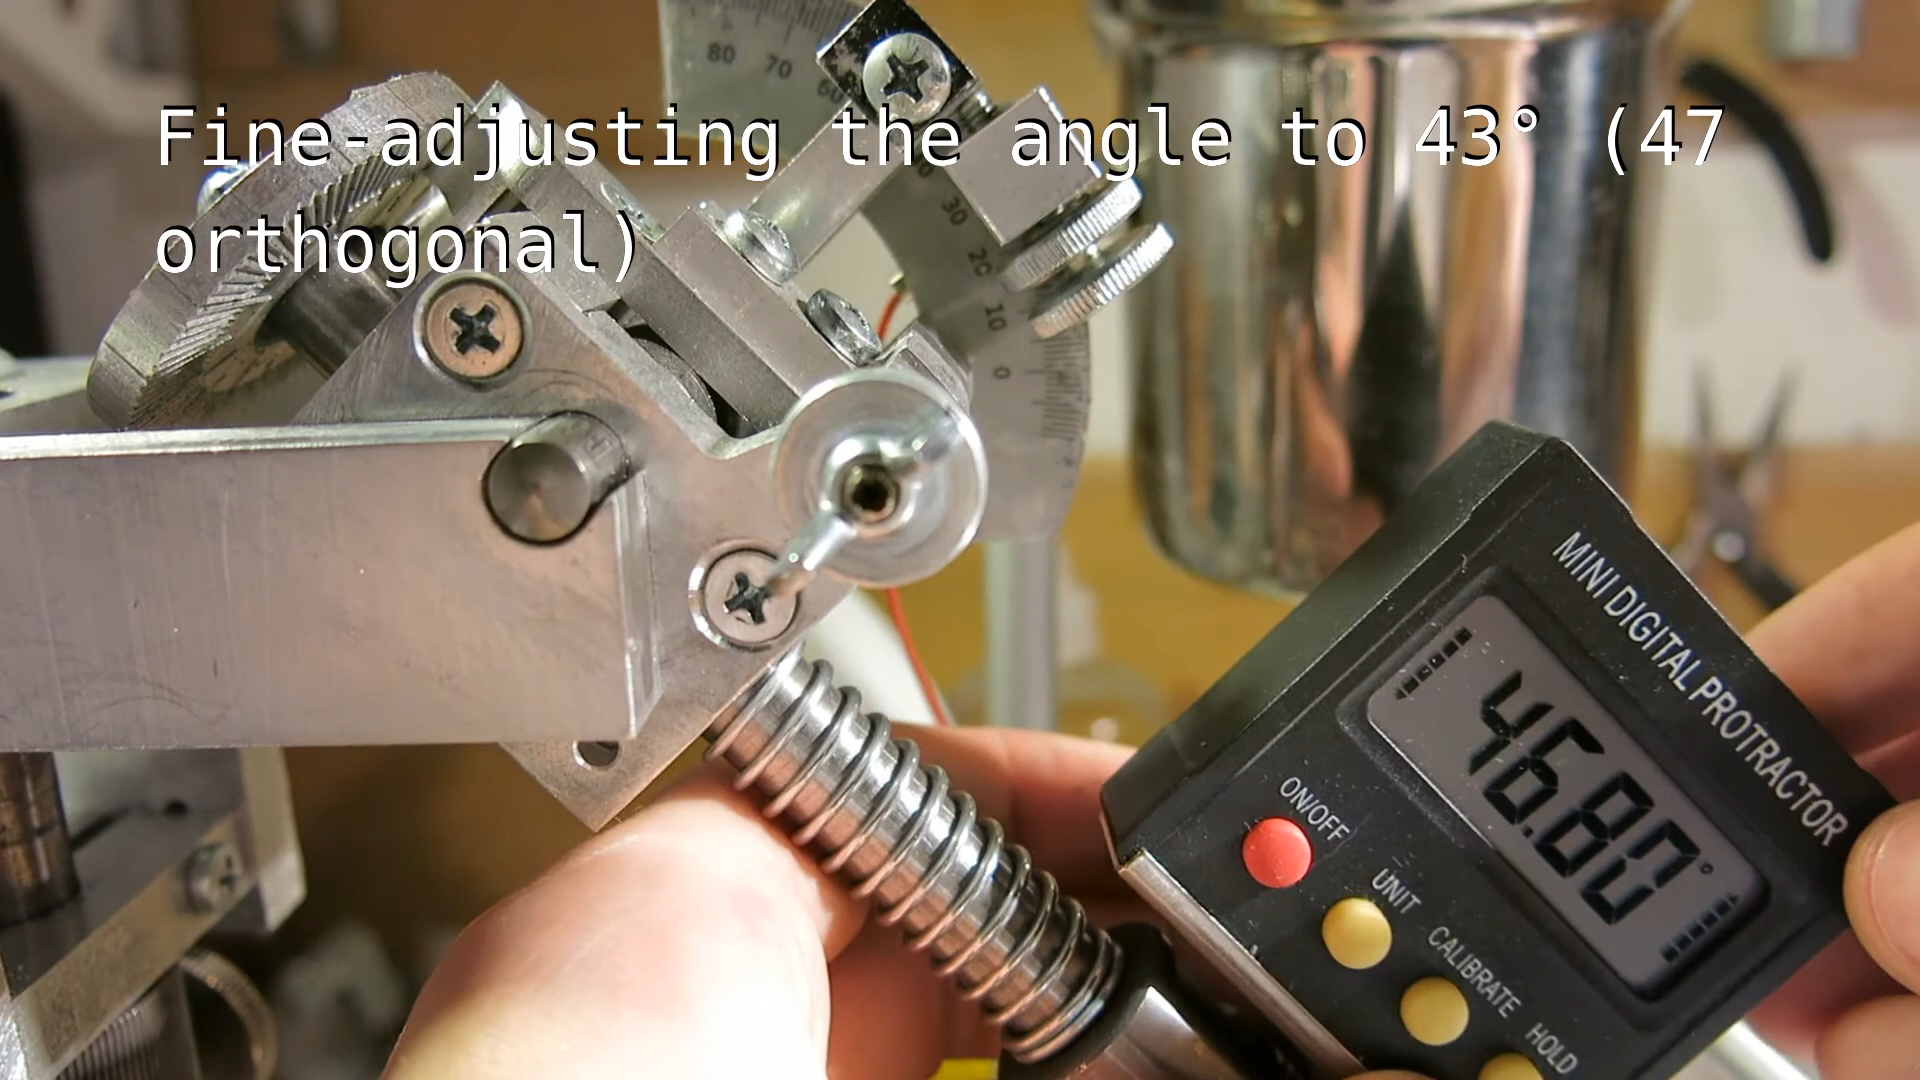 Fine-adjusting the angle to 43° (47
orthogonal)
80 70 60
30
20
10
0
MINI DIGITAL PROTRACTOR
46.80°
ON/OFF
UNIT
CALIBRATE
HOLD